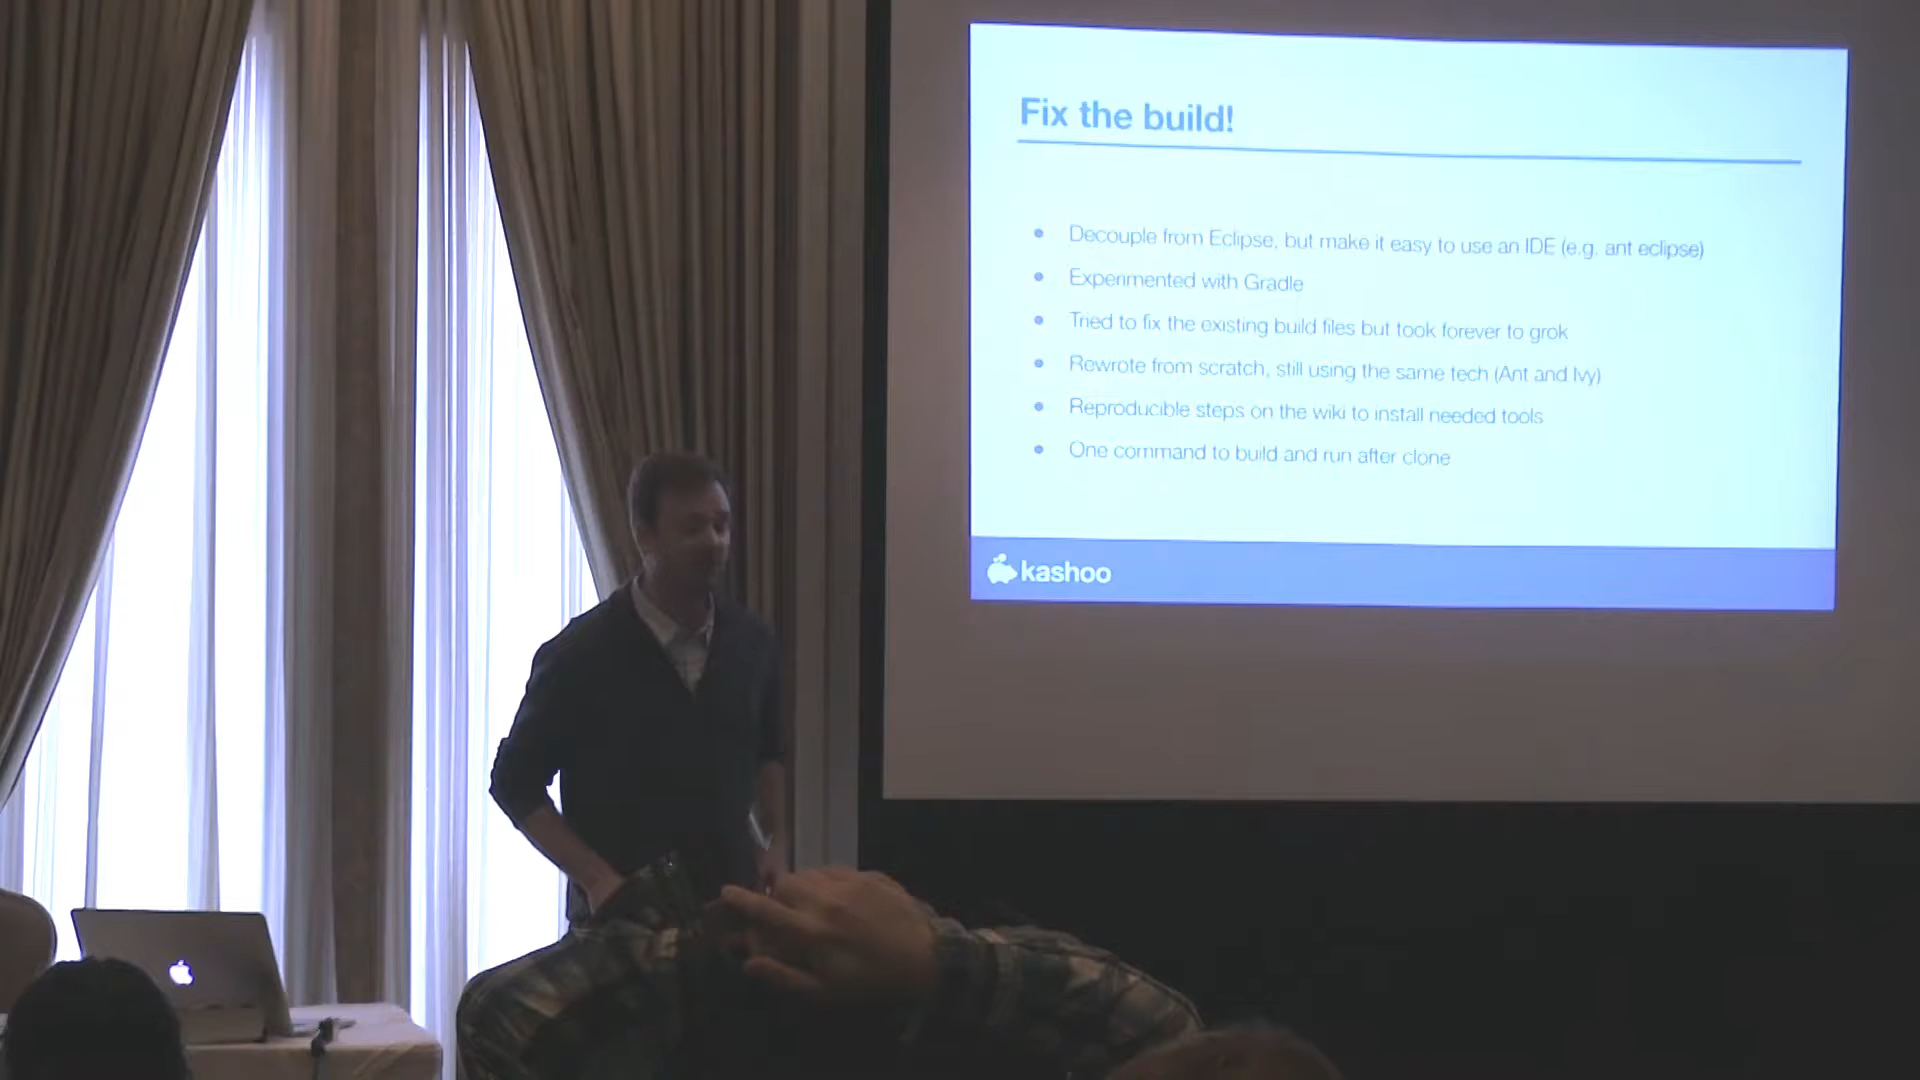 Fix the build!
Decouple from Eclipse, but make it easy to use an IDE (e.g. ant eclipse)
Experimented with Gradle
Tried to fix the existing build files but took forever to grok
Rewrote from scratch, still using the same tech (Ant and Ivy)
Reproducible steps on the wiki to install needed tools
One command to build and run after clone
kashoo